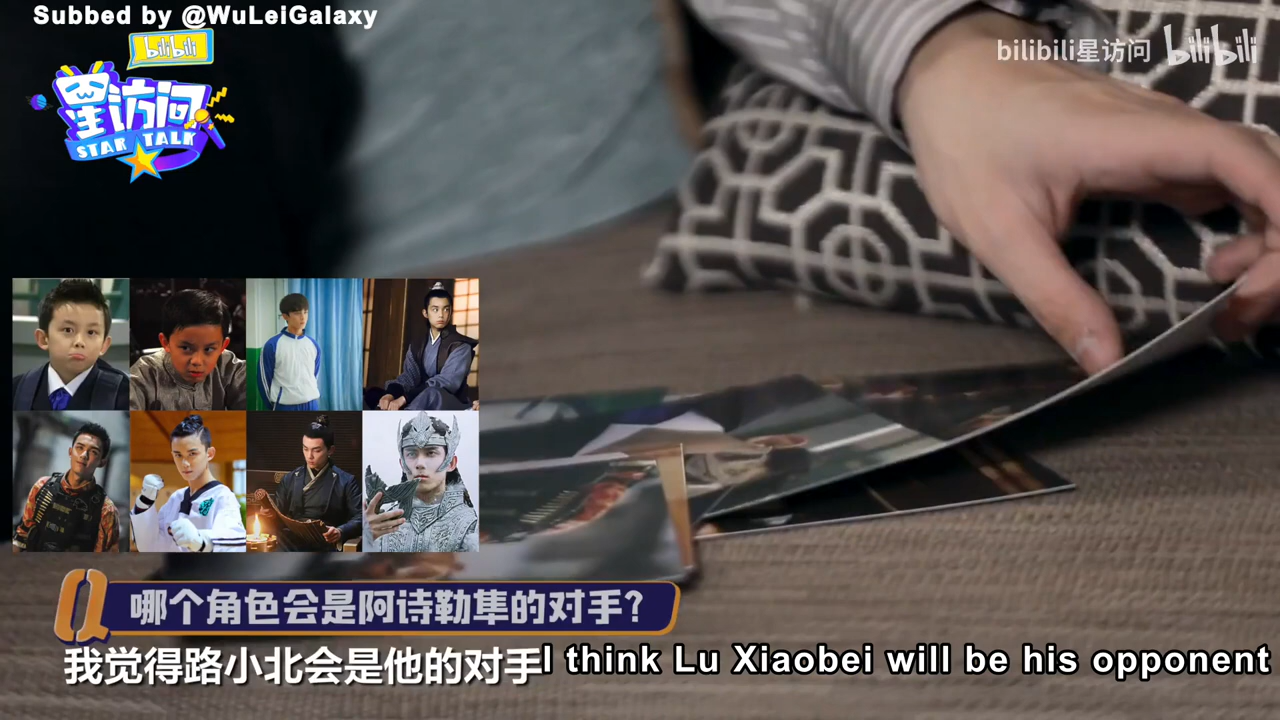 Subbed by @WuLeiGalaxy
bilibili
星访问
STAR TALK
bilibili星访问 bilibili
Q 哪个角色会是阿诗勒隼的对手?
我觉得路小北会是他的对手
I think Lu Xiaobei will be his opponent